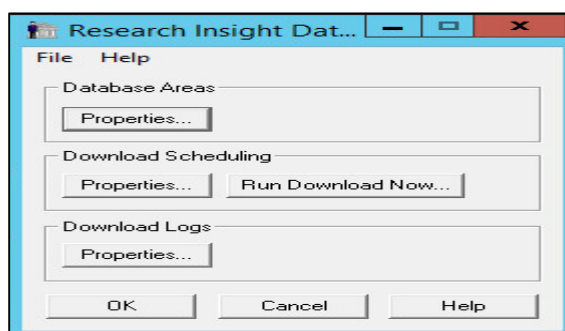 Research Insight Dat...
File Help
Database Areas
Properties...
Download Scheduling
Properties... Run Download Now...
Download Logs
Properties...
OK Cancel Help